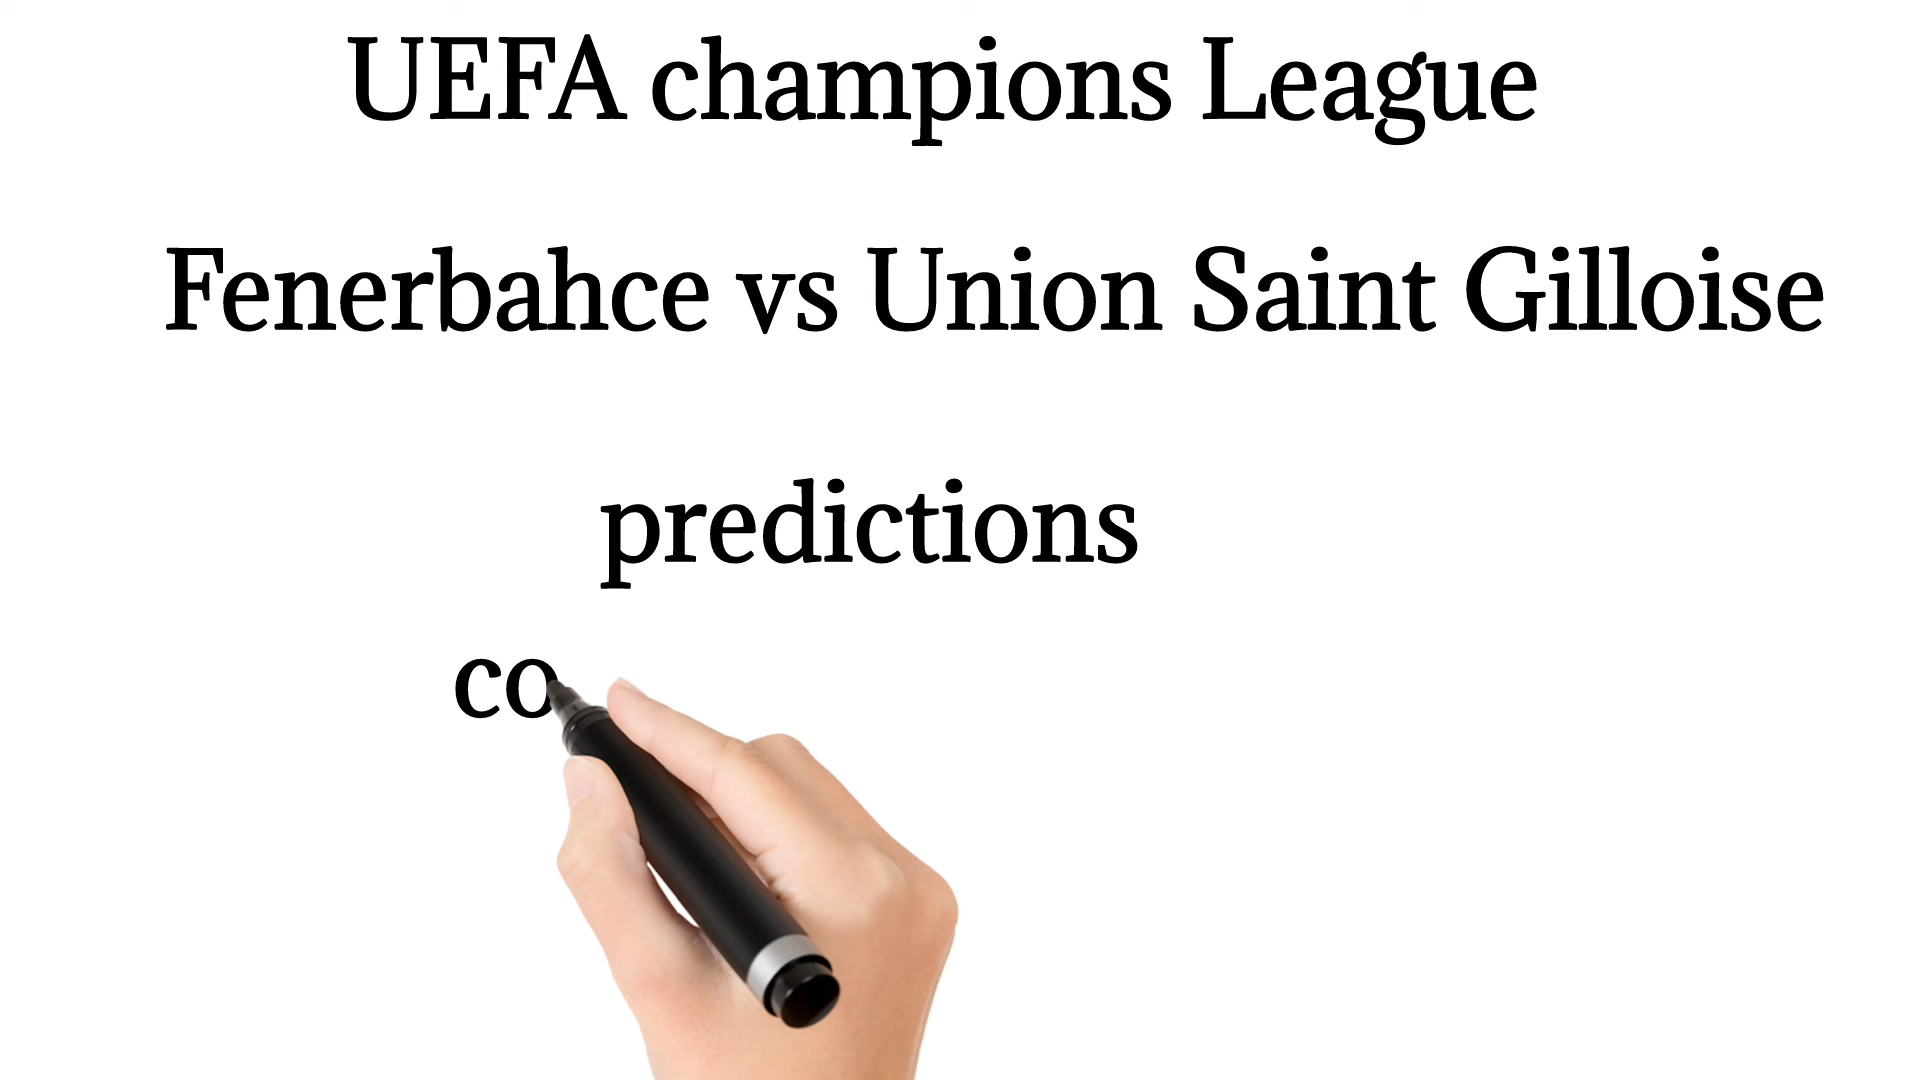 UEFA champions League
Fenerbahce vs Union Saint Gilloise
predictions
co